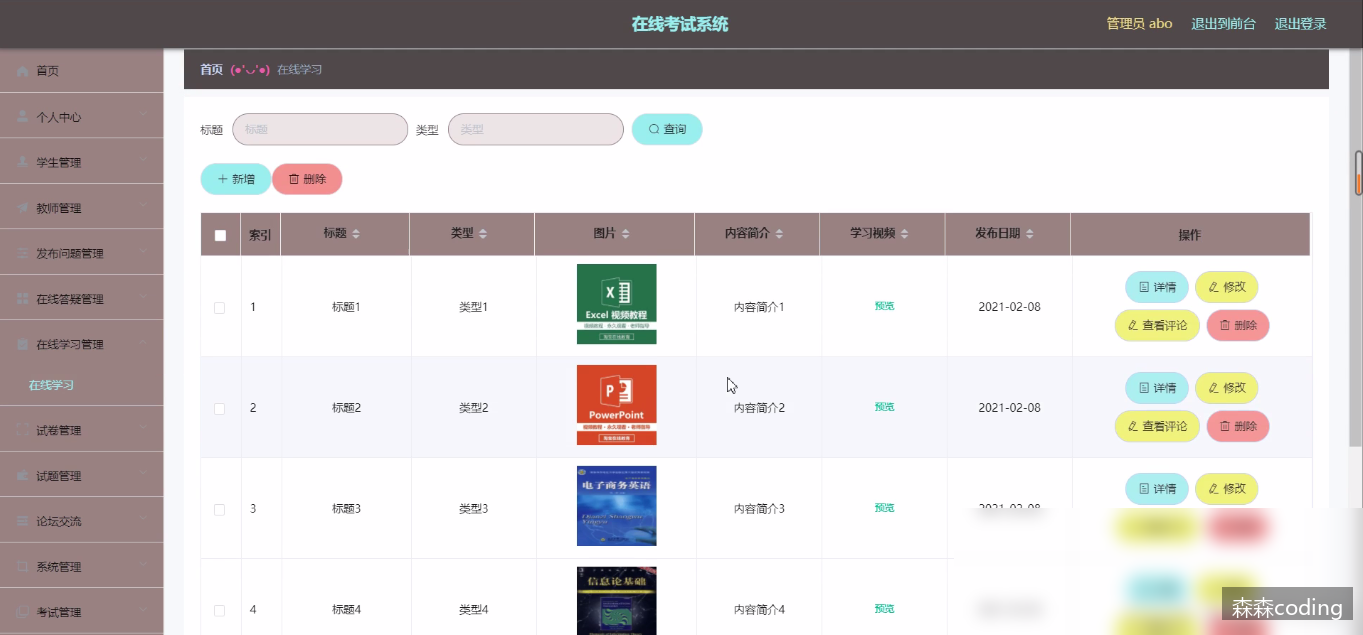 在线考试系统
管理员 abo 退出到前台 退出登录
首页
个人中心
学生管理
教师管理
发布问题管理
在线答疑管理
在线学习管理
在线学习
试卷管理
试题管理
论坛交流
系统管理
考试管理
首页 (●'◡'●) 在线学习
标题 标题 类型 类型 查询
新增 删除
索引 标题 类型 图片 内容简介 学习视频 发布日期 操作
1 标题1 类型1 内容简介1 预览 2021-02-08
Excel 视频教程
详情 修改
查看评论 删除
2 标题2 类型2 内容简介2 预览 2021-02-08
PowerPoint
详情 修改
查看评论 删除
3 标题3 类型3 内容简介3 预览 2021-02-08
电子商务英语
详情 修改
4 标题4 类型4 内容简介4 预览
信息论基础
森森coding